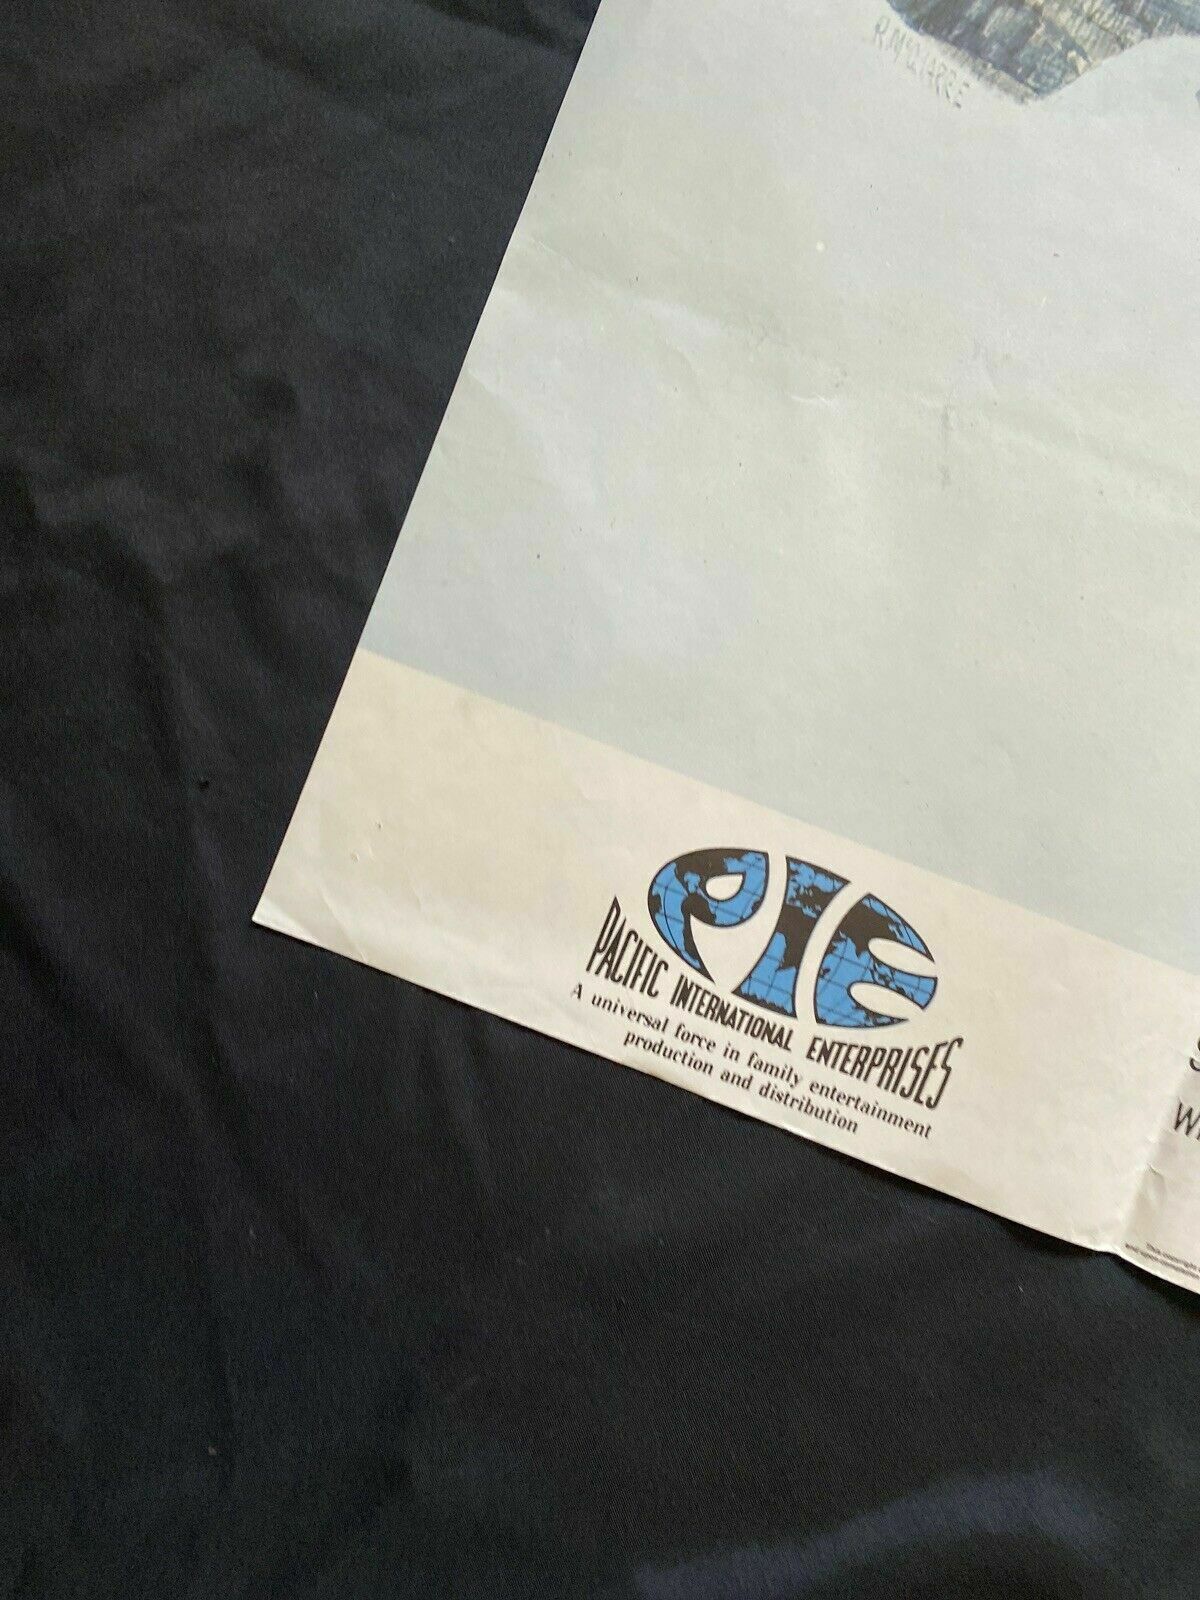 PIE
PACIFIC INTERNATIONAL ENTERPRISES
A universal force in family entertainment
production and distribution